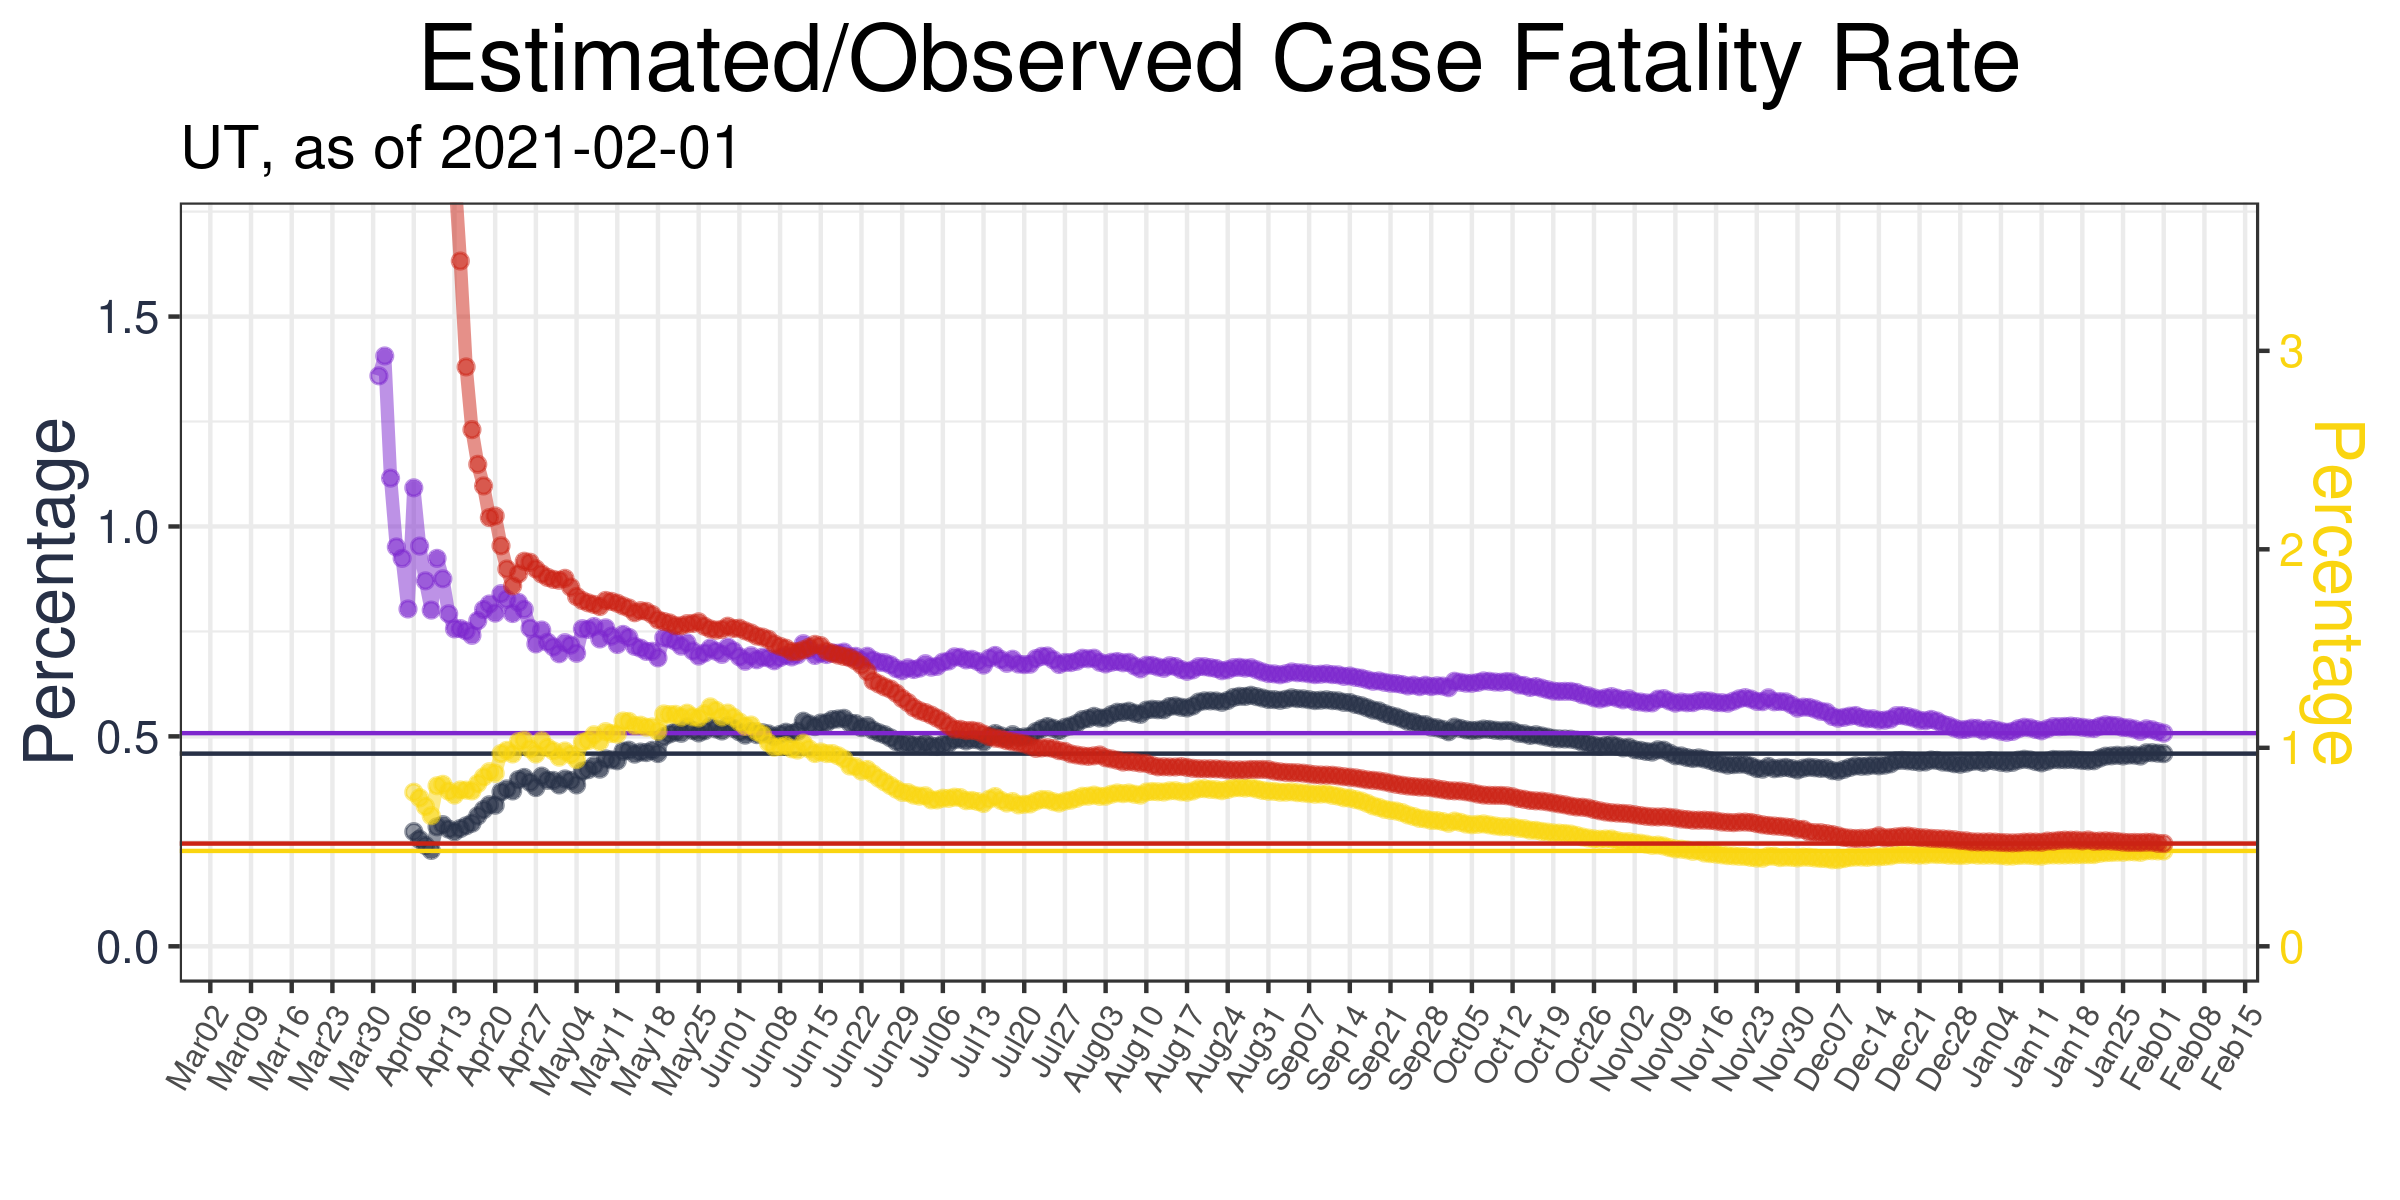 Estimated/Observed Case Fatality Rate
UT, as of 2021-02-01
Percentage
1.5
1.0
0.5
0.0
3
2
1
0
Percentage
Mar02
Mar09
Mar16
Mar23
Mar30
Apr06
Apr13
Apr20
Apr27
May04
May11
May18
May25
Jun01
Jun08
Jun15
Jun22
Jun29
Jul06
Jul13
Jul20
Jul27
Aug03
Aug10
Aug17
Aug24
Aug31
Sep07
Sep14
Sep21
Sep28
Oct05
Oct12
Oct19
Oct26
Nov02
Nov09
Nov16
Nov23
Nov30
Dec07
Dec14
Dec21
Dec28
Jan04
Jan11
Jan18
Jan25
Feb01
Feb08
Feb15